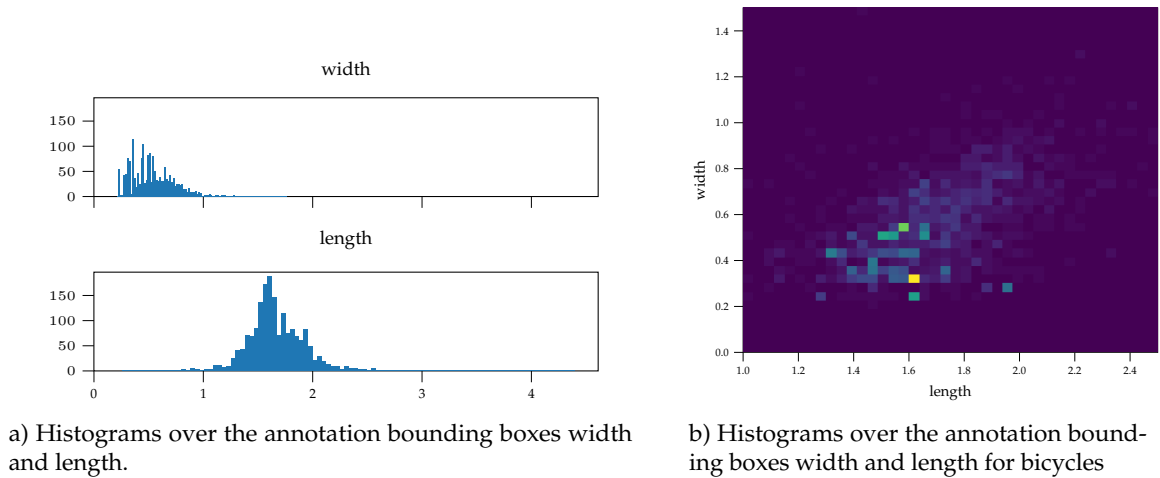 width
150
100
50
0
length
150
100
50
0
0 1 2 3 4
a) Histograms over the annotation bounding boxes width
and length.
1.4
1.2
1.0
0.8
0.6
0.4
0.2
0.0
width
1.0 1.2 1.4 1.6 1.8 2.0 2.2 2.4
length
b) Histograms over the annotation bound-
ing boxes width and length for bicycles